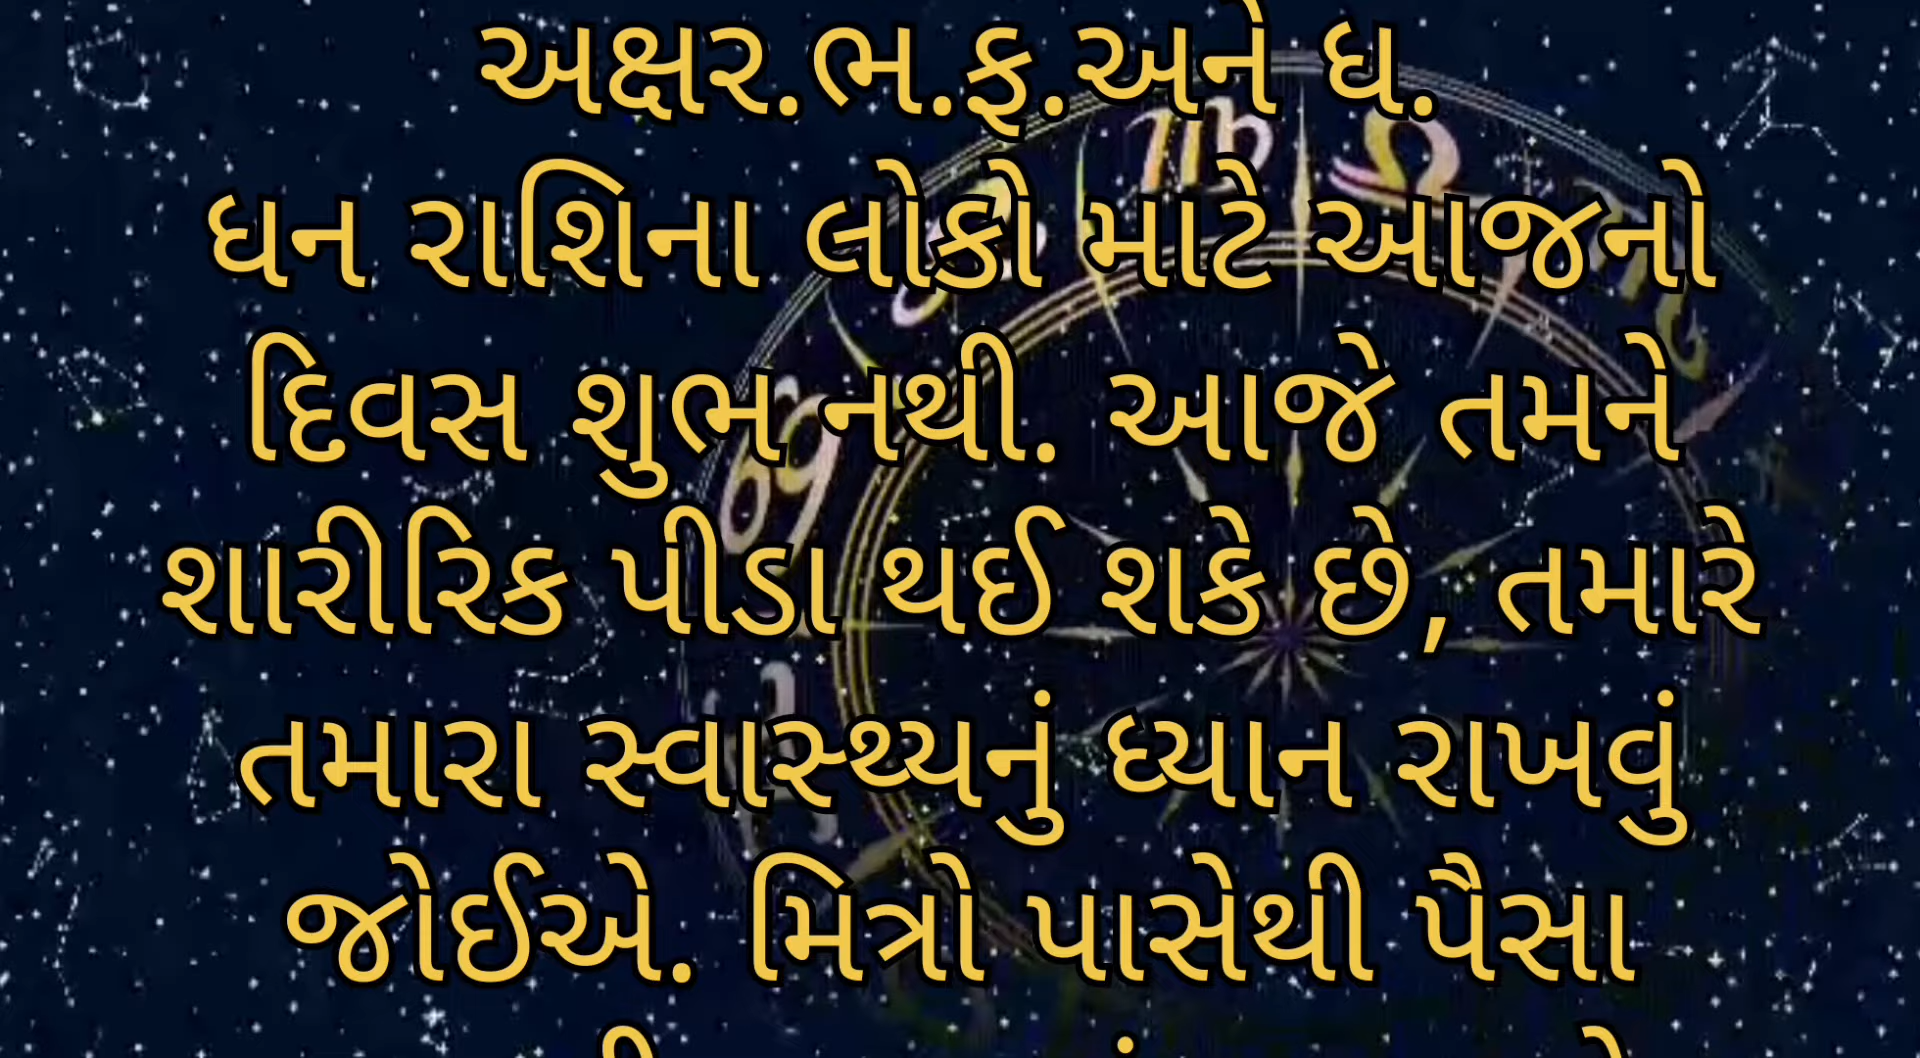 અક્ષર.ભ.ફ.અને ધ.
ધન રાશિના લોકો માટે આજનો
દિવસ શુભ નથી. આજે તમને
શારીરિક પીડા થઈ શકે છે, તમારે
તમારા સ્વાસ્થ્યનું ધ્યાન રાખવું
જોઈએ. મિત્રો પાસેથી પૈસા